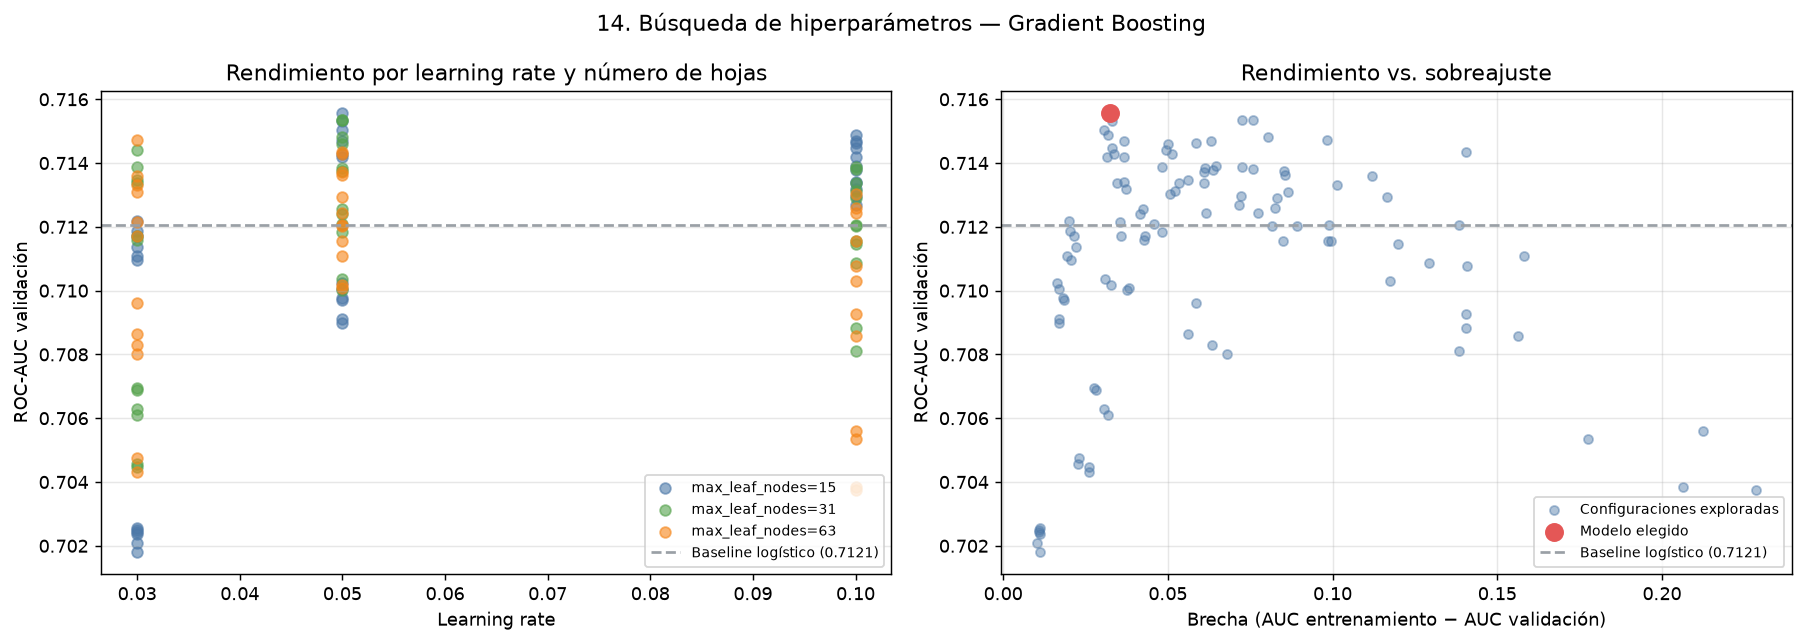 14. Búsqueda de hiperparámetros — Gradient Boosting
Rendimiento por learning rate y número de hojas
ROC-AUC validación
0.716
0.714
0.712
0.710
0.708
0.706
0.704
0.702
max_leaf_nodes=15
max_leaf_nodes=31
max_leaf_nodes=63
Baseline logístico (0.7121)
0.03
0.04
0.05
0.06
0.07
0.08
0.09
0.10
Learning rate
Rendimiento vs. sobreajuste
ROC-AUC validación
0.716
0.714
0.712
0.710
0.708
0.706
0.704
0.702
Configuraciones exploradas
Modelo elegido
Baseline logístico (0.7121)
0.00
0.05
0.10
0.15
0.20
Brecha (AUC entrenamiento − AUC validación)